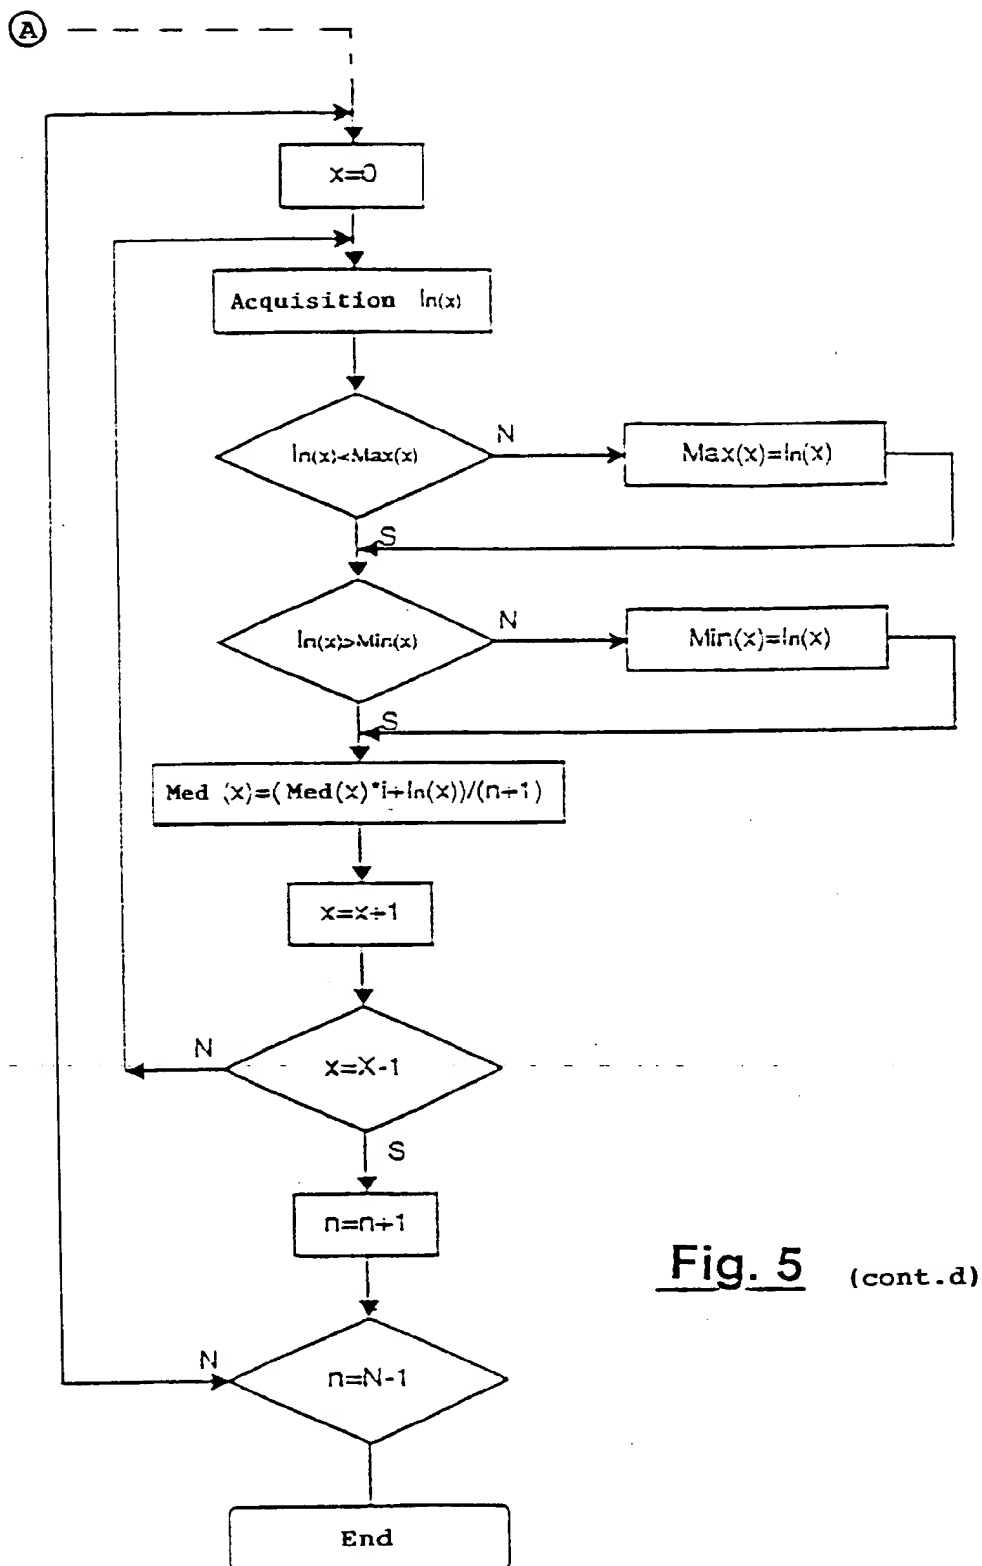 A
x=0
Acquisition In(x)
In(x)<Max(x)
N
Max(x)=In(x)
S
In(x)>Min(x)
N
Min(x)=In(x)
S
Med (x)=(Med(x)*i+In(x))/(n+1)
x=x+1
N
x=X-1
S
n=n+1
Fig. 5 (cont.d)
N
n=N-1
End